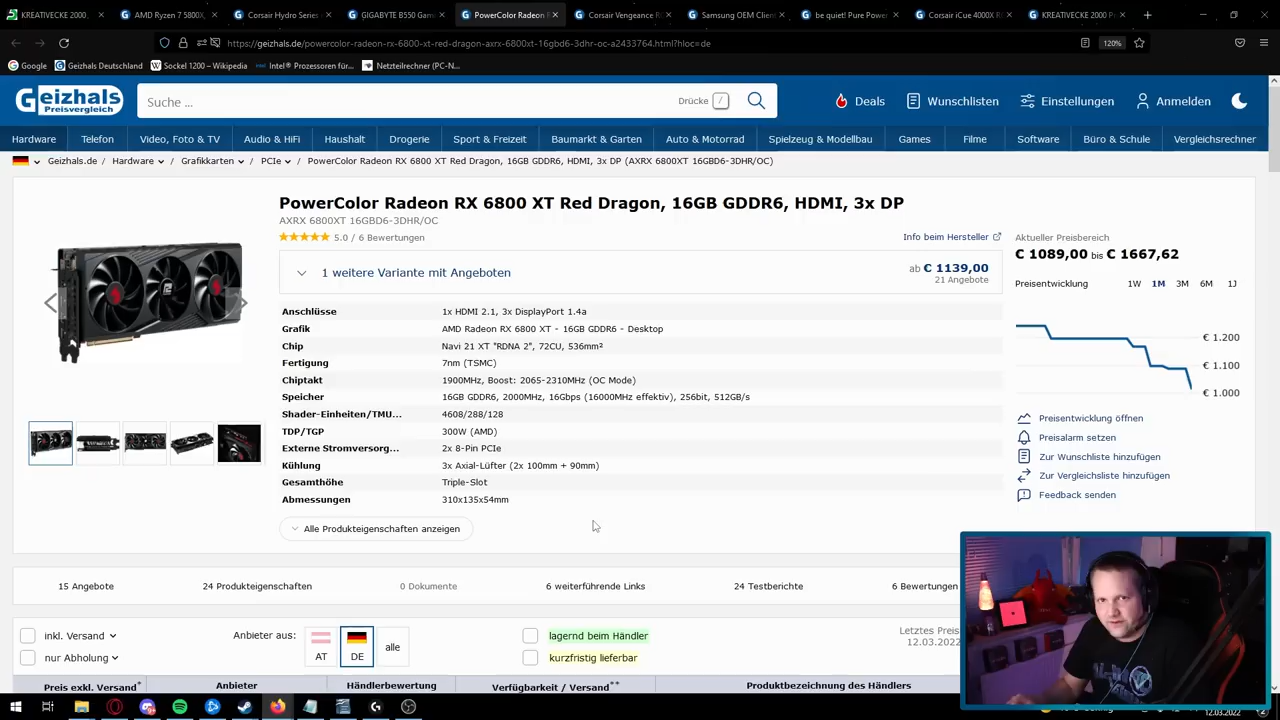 KREATIVECKE 2000,
AMD Ryzen 7 5800X,
Corsair Hydro Series
GIGABYTE B550 Gam
PowerColor Radeon R
Corsair Vengeance R
Samsung OEM Client
be quiet! Pure Power
Corsair iCue 4000X R
KREATIVECKE 2000 P
https://geizhals.de/powercolor-radeon-rx-6800-xt-red-dragon-axrx-6800xt-16gbd6-3dhr-oc-a2433764.html?hloc=de
120%
Google
Geizhals Deutschland
Sockel 1200 – Wikipedia
Intel® Prozessoren für...
Netzteilrechner (PC-N...
Geizhals
Preisvergleich
Suche ...
Drücke /
Deals
Wunschlisten
Einstellungen
Anmelden
Hardware
Telefon
Video, Foto & TV
Audio & HiFi
Haushalt
Drogerie
Sport & Freizeit
Baumarkt & Garten
Auto & Motorrad
Spielzeug & Modellbau
Games
Filme
Software
Büro & Schule
Vergleichsrechner
Geizhals.de / Hardware / Grafikkarten / PCIe / PowerColor Radeon RX 6800 XT Red Dragon, 16GB GDDR6, HDMI, 3x DP (AXRX 6800XT 16GBD6-3DHR/OC)
PowerColor Radeon RX 6800 XT Red Dragon, 16GB GDDR6, HDMI, 3x DP
AXRX 6800XT 16GBD6-3DHR/OC
5.0 / 6 Bewertungen
Info beim Hersteller
1 weitere Variante mit Angeboten
ab € 1139,00
21 Angebote
Anschlüsse 1x HDMI 2.1, 3x DisplayPort 1.4a
Grafik AMD Radeon RX 6800 XT - 16GB GDDR6 - Desktop
Chip Navi 21 XT "RDNA 2", 72CU, 536mm²
Fertigung 7nm (TSMC)
Chiptakt 1900MHz, Boost: 2065-2310MHz (OC Mode)
Speicher 16GB GDDR6, 2000MHz, 16Gbps (16000MHz effektiv), 256bit, 512GB/s
Shader-Einheiten/TMU... 4608/288/128
TDP/TGP 300W (AMD)
Externe Stromversorg... 2x 8-Pin PCIe
Kühlung 3x Axial-Lüfter (2x 100mm + 90mm)
Gesamthöhe Triple-Slot
Abmessungen 310x135x54mm
Alle Produkteigenschaften anzeigen
Aktueller Preisbereich
€ 1089,00 bis € 1667,62
Preisentwicklung 1W 1M 3M 6M 1J
€ 1.200
€ 1.100
€ 1.000
Preisentwicklung öffnen
Preisalarm setzen
Zur Wunschliste hinzufügen
Zur Vergleichsliste hinzufügen
Feedback senden
15 Angebote
24 Produkteigenschaften
0 Dokumente
6 weiterführende Links
24 Testberichte
6 Bewertungen
inkl. Versand
nur Abholung
Anbieter aus:
AT
DE
alle
lagernd beim Händler
kurzfristig lieferbar
Letztes Preis
12.03.2022
Preis exkl. Versand*
Anbieter
Händlerbewertung
Verfügbarkeit / Versand**
Produktbezeichnung des Händlers
12.03.2022